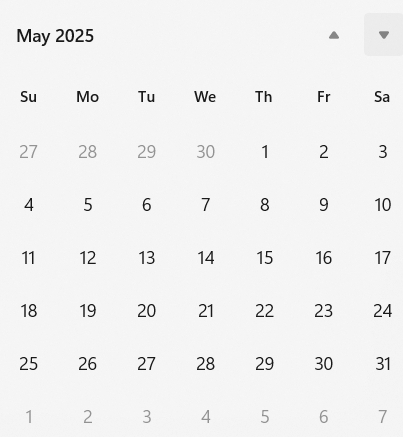 May 2025
Su Mo Tu We Th Fr Sa
27 28 29 30 1 2 3
4 5 6 7 8 9 10
11 12 13 14 15 16 17
18 19 20 21 22 23 24
25 26 27 28 29 30 31
1 2 3 4 5 6 7